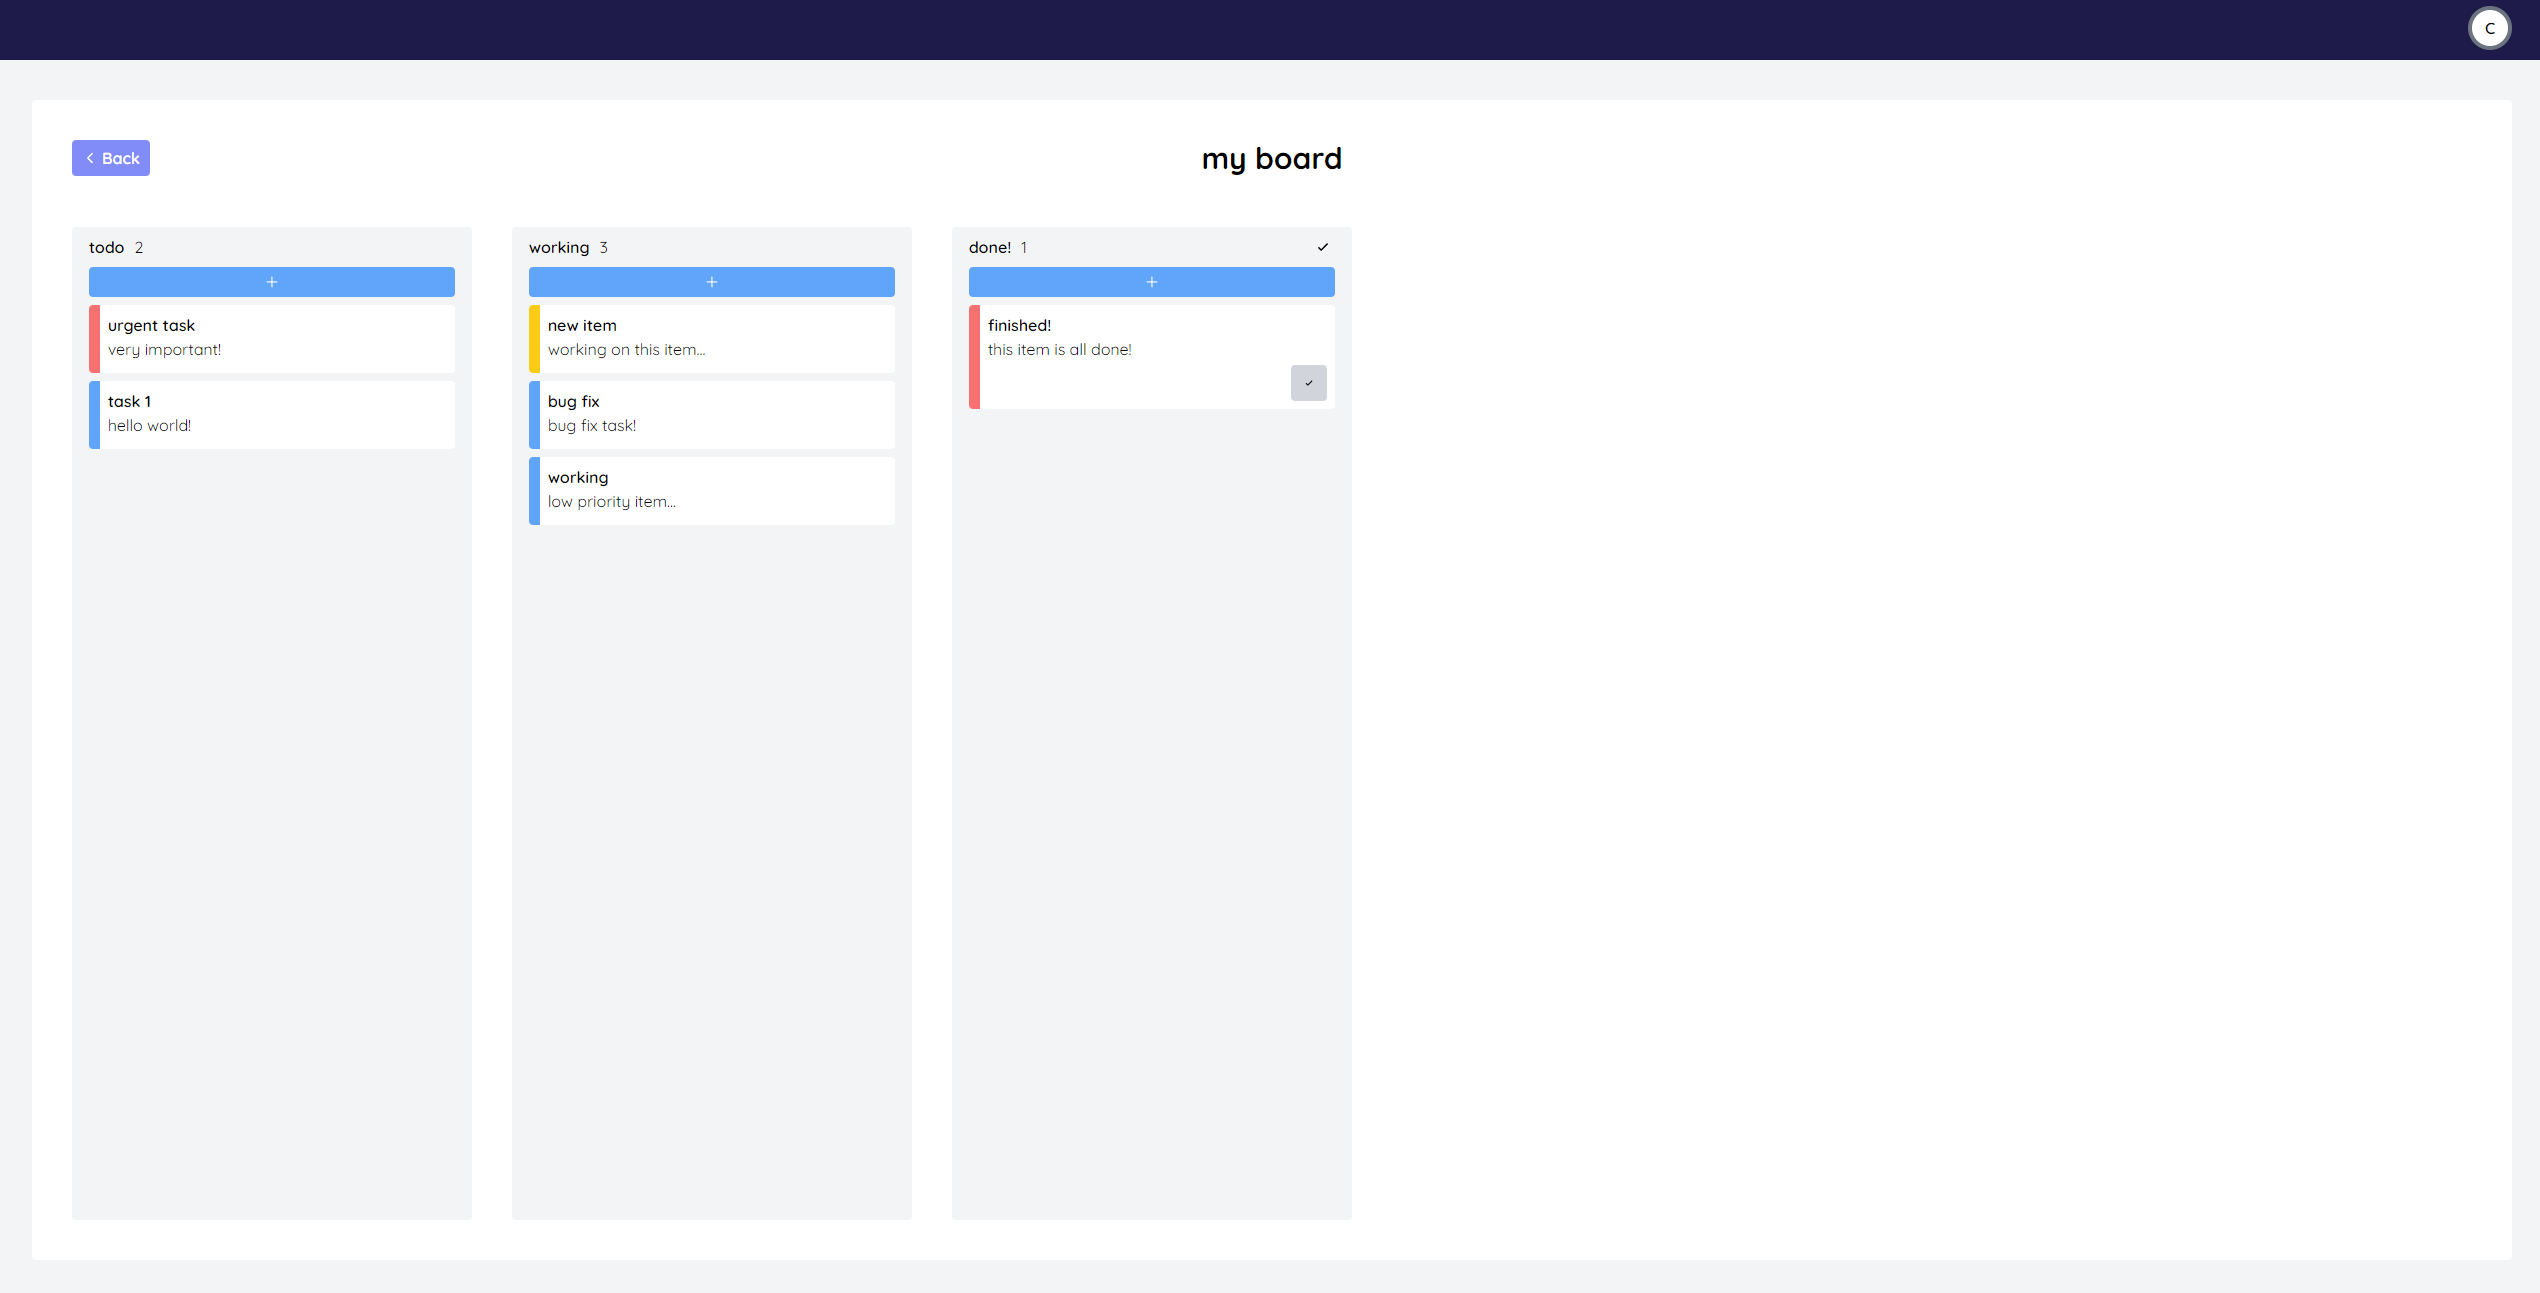 C
Back
my board
todo 2
urgent task
very important!
task 1
hello world!
working 3
new item
working on this item...
bug fix
bug fix task!
working
low priority item...
done! 1
finished!
this item is all done!